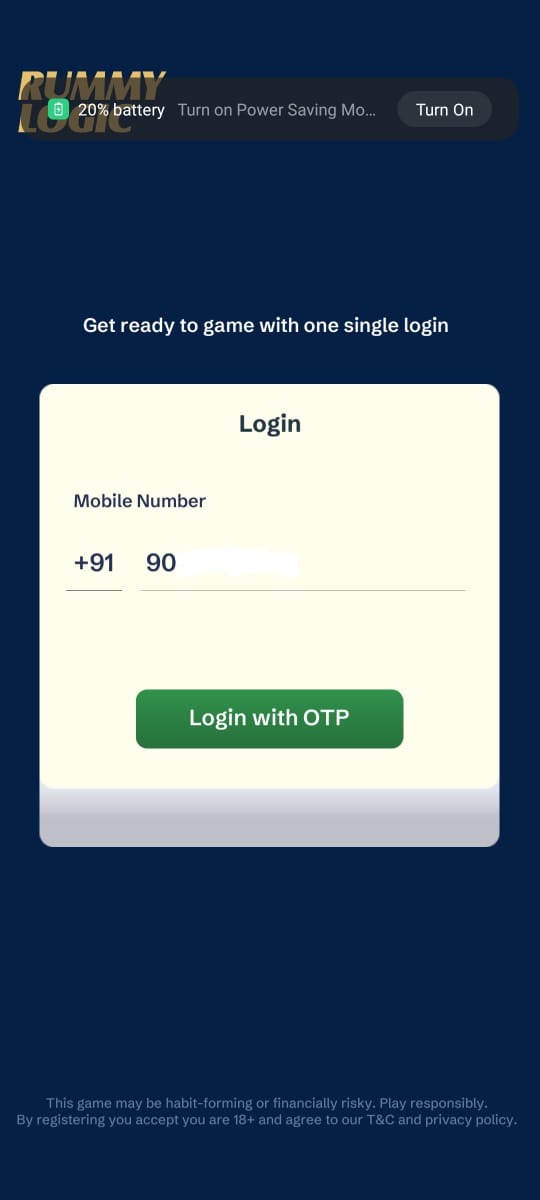 RUMMY
LOGIC
20% battery Turn on Power Saving Mo... Turn On
Get ready to game with one single login
Login
Mobile Number
+91 90
Login with OTP
This game may be habit-forming or financially risky. Play responsibly.
By registering you accept you are 18+ and agree to our T&C and privacy policy.